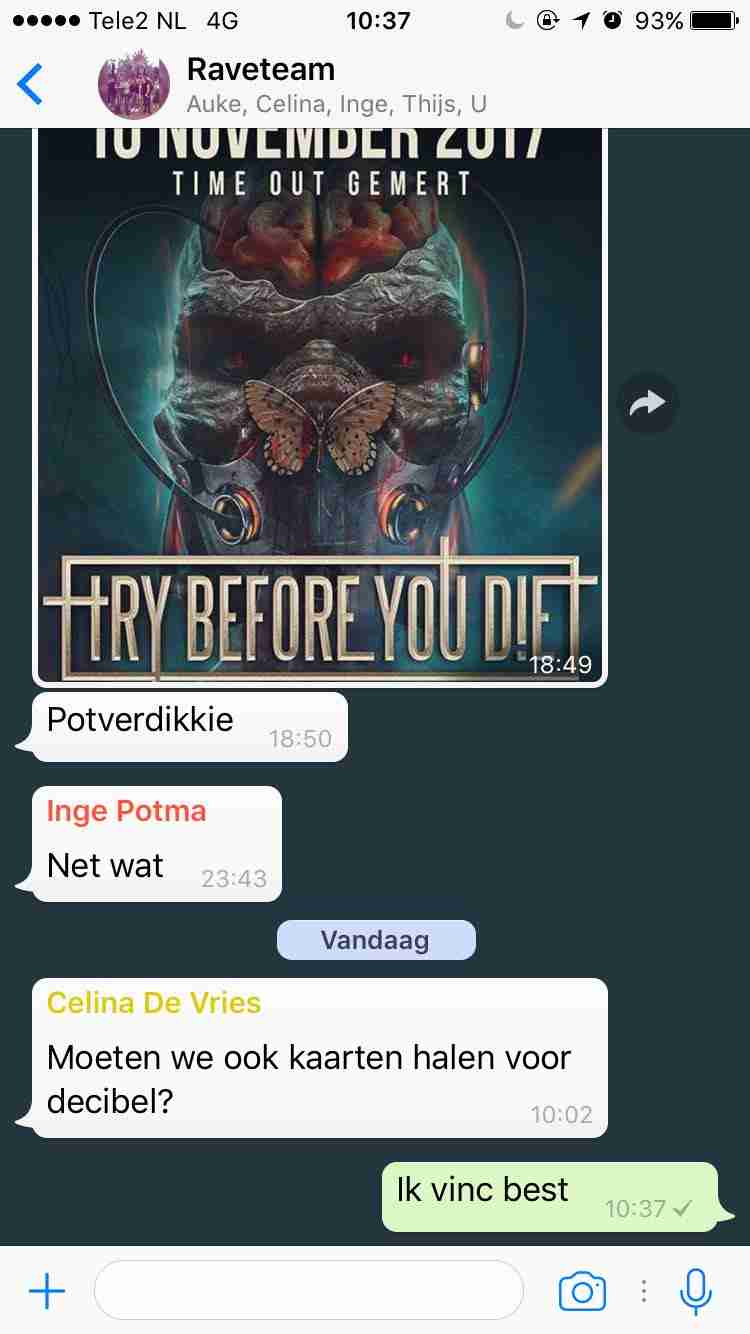 Tele2 NL 4G 10:37 93%
Raveteam
Auke, Celina, Inge, Thijs, U
10 NOVEMBER 2017
TIME OUT GEMERT
TRY BEFORE YOU D!E
18:49
Potverdikkie 18:50
Inge Potma
Net wat 23:43
Vandaag
Celina De Vries
Moeten we ook kaarten halen voor
decibel? 10:02
Ik vinc best 10:37